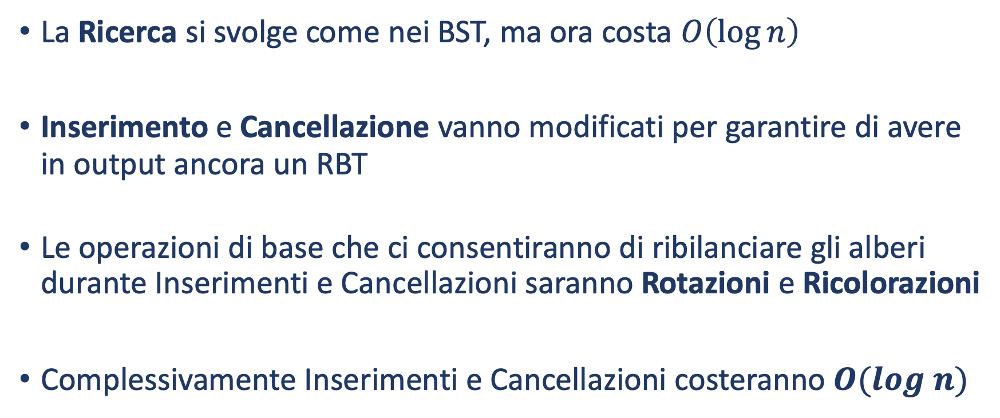 • La Ricerca si svolge come nei BST, ma ora costa O(log n)
• Inserimento e Cancellazione vanno modificati per garantire di avere
in output ancora un RBT
• Le operazioni di base che ci consentiranno di ribilanciare gli alberi
durante Inserimenti e Cancellazioni saranno Rotazioni e Ricolorazioni
• Complessivamente Inserimenti e Cancellazioni costeranno O(log n)